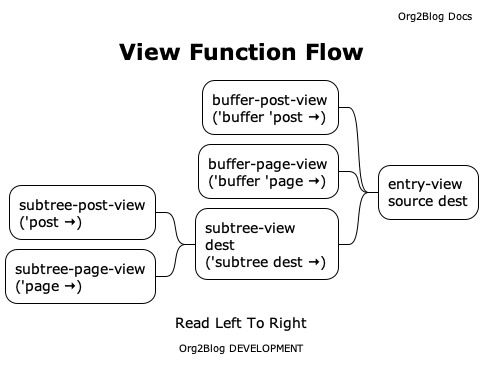 Org2Blog Docs
View Function Flow
buffer-post-view
('buffer 'post →)
buffer-page-view
('buffer 'page →)
entry-view
source dest
subtree-post-view
('post →)
subtree-view
dest
('subtree dest →)
subtree-page-view
('page →)
Read Left To Right
Org2Blog DEVELOPMENT